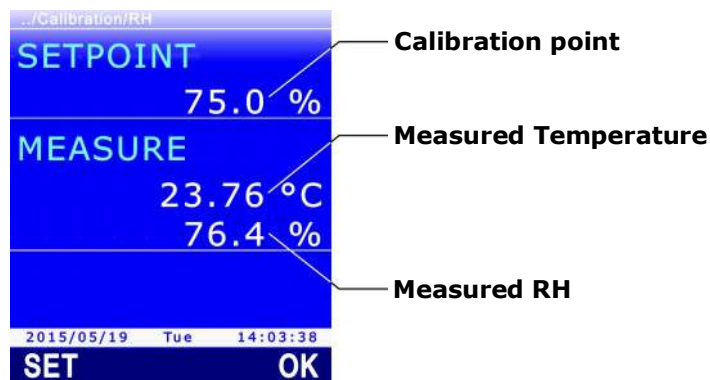 ../Calibration/RH
SETPOINT
75.0 %
MEASURE
23.76 °C
76.4 %
2015/05/19 Tue 14:03:38
SET OK
Calibration point
Measured Temperature
Measured RH